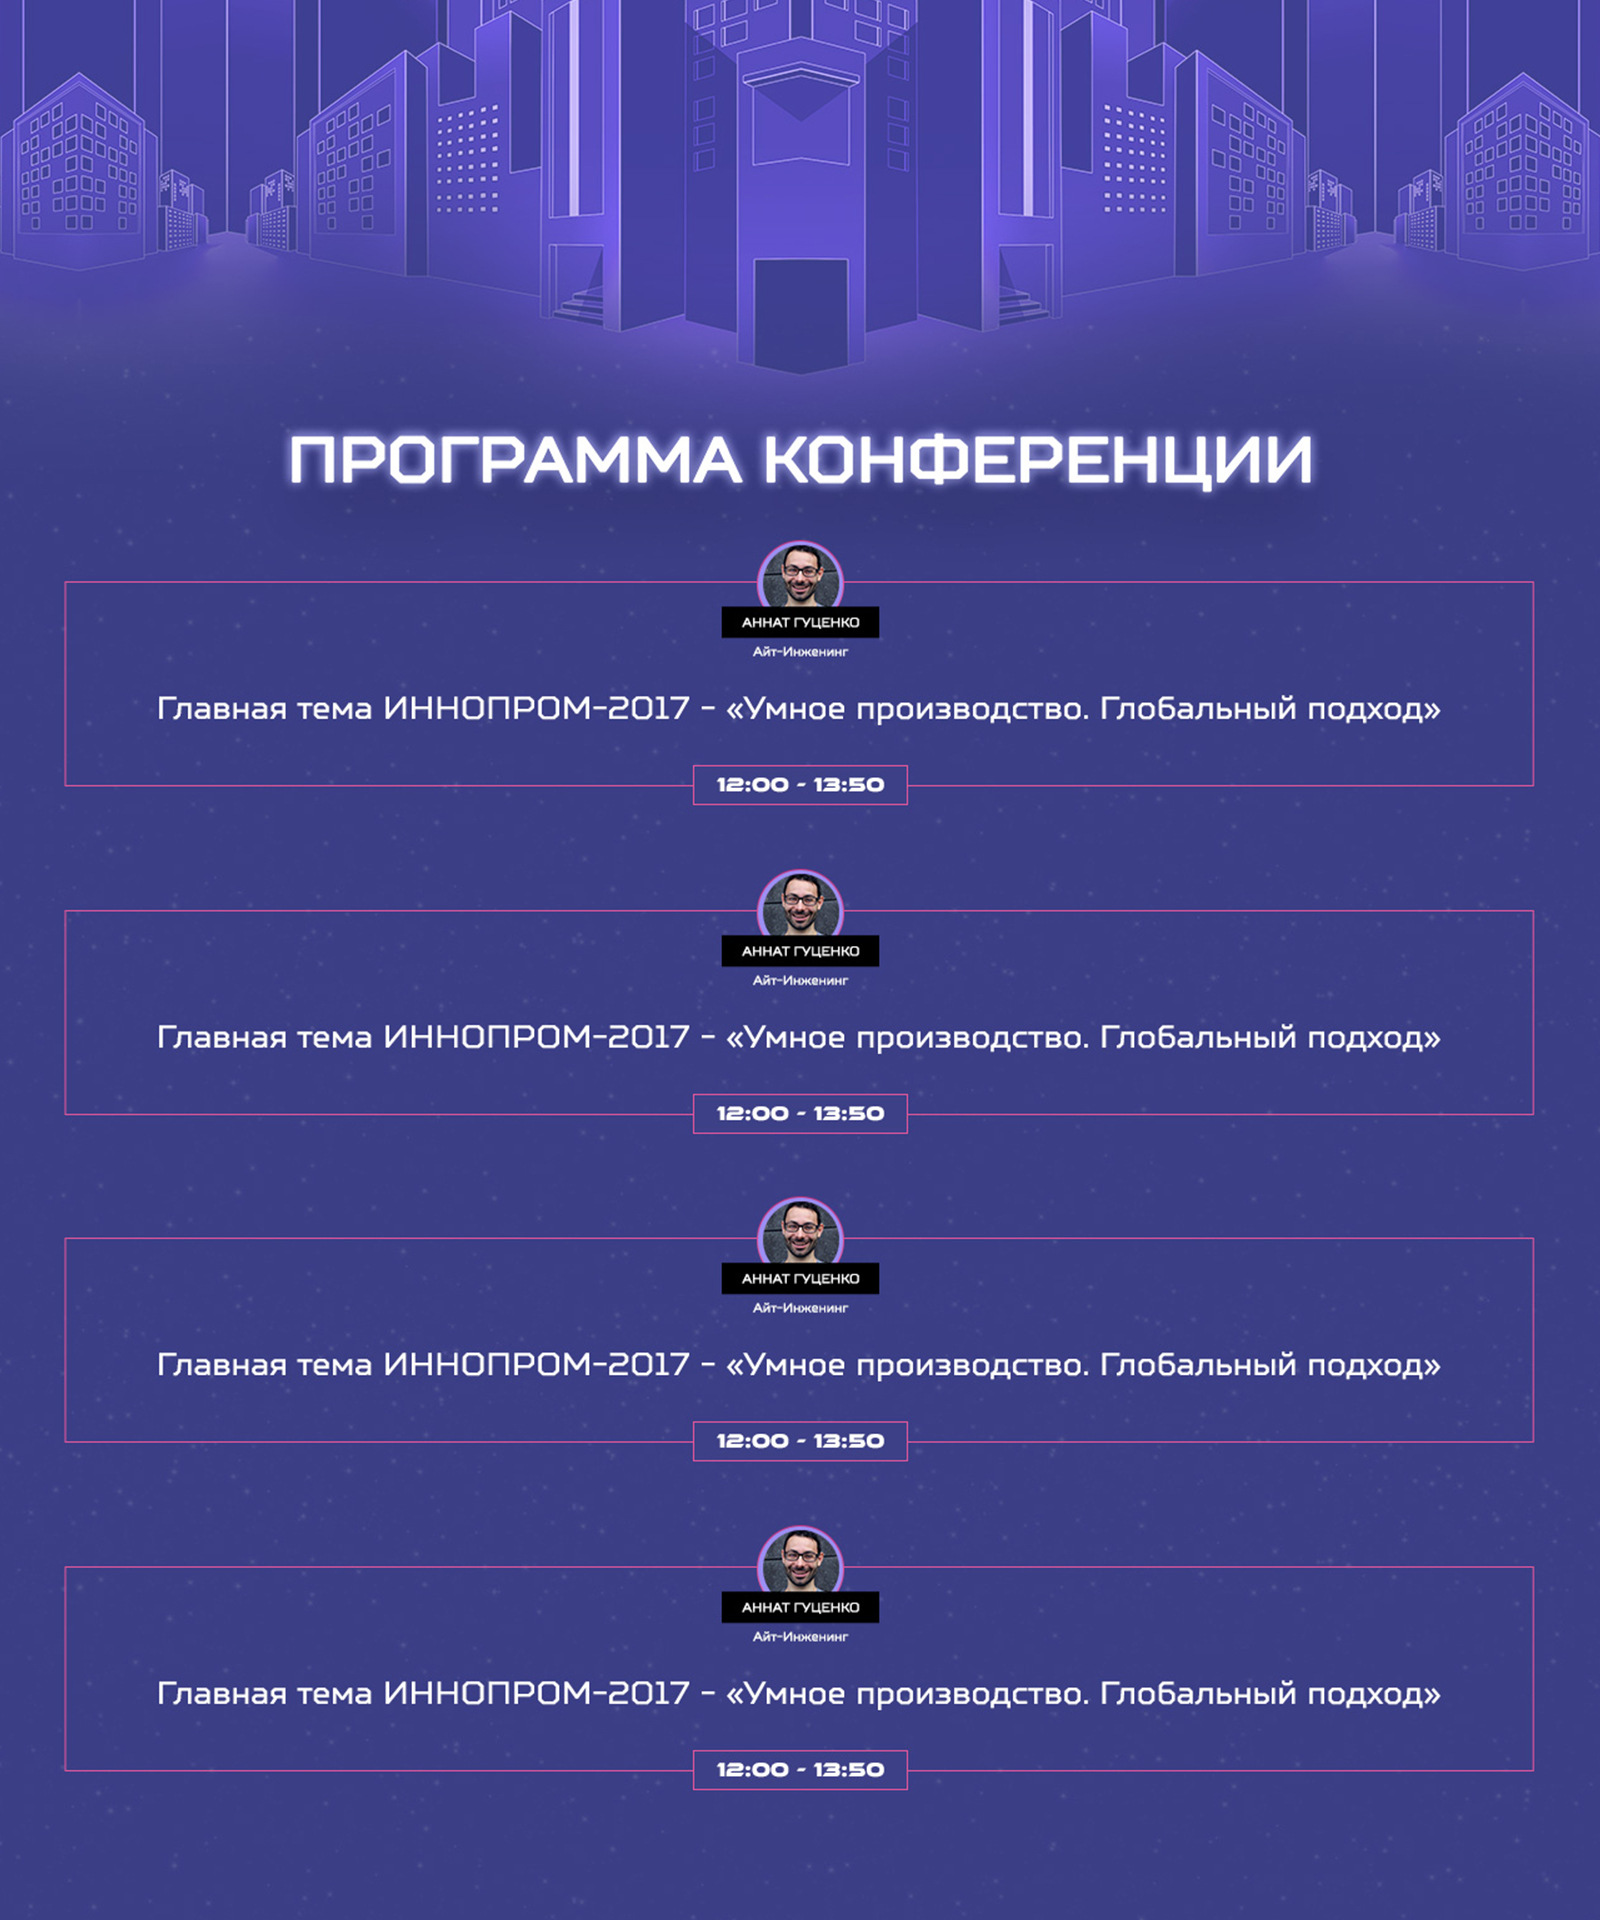 ПРОГРАММА КОНФЕРЕНЦИИ
АННАТ ГУЦЕНКО
Айт-Инженинг
Главная тема ИННОПРОМ-2017 - «Умное производство. Глобальный подход»
12:00 - 13:50
АННАТ ГУЦЕНКО
Айт-Инженинг
Главная тема ИННОПРОМ-2017 - «Умное производство. Глобальный подход»
12:00 - 13:50
АННАТ ГУЦЕНКО
Айт-Инженинг
Главная тема ИННОПРОМ-2017 - «Умное производство. Глобальный подход»
12:00 - 13:50
АННАТ ГУЦЕНКО
Айт-Инженинг
Главная тема ИННОПРОМ-2017 - «Умное производство. Глобальный подход»
12:00 - 13:50